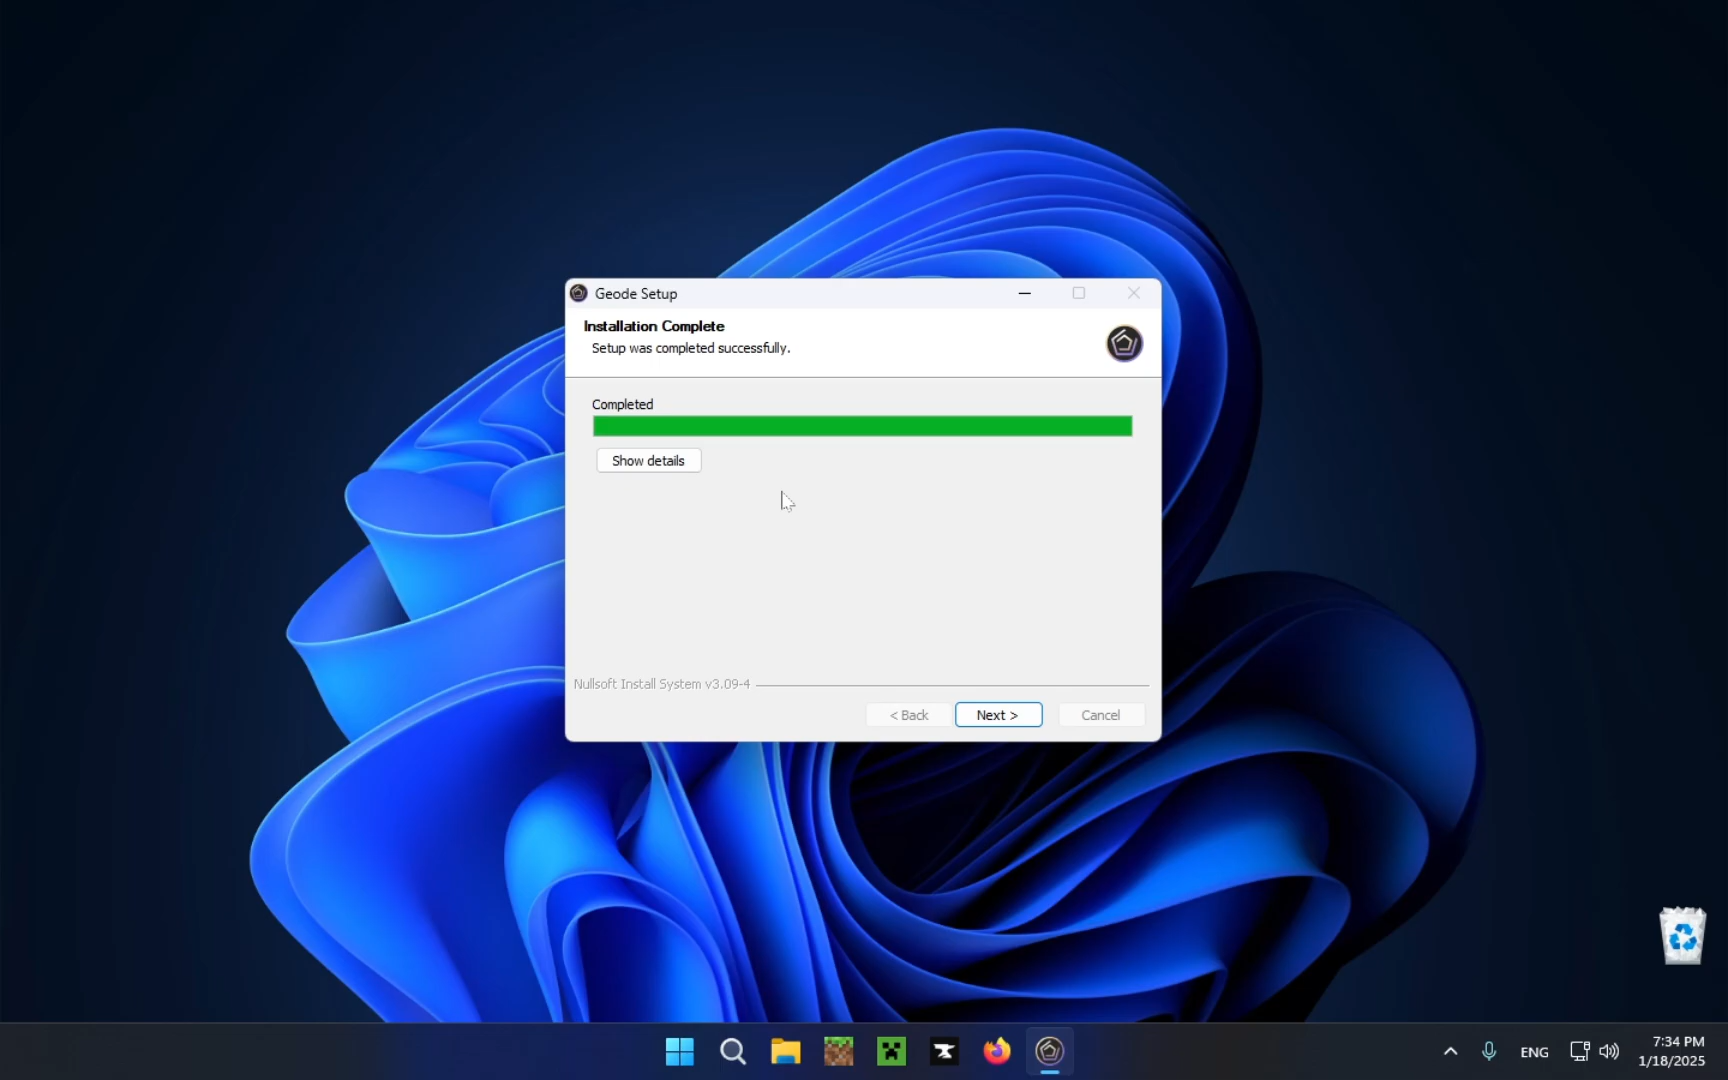 Geode Setup
Installation Complete
Setup was completed successfully.
Completed
Show details
Nullsoft Install System v3.09-4
< Back
Next >
Cancel
ENG
7:34 PM
1/18/2025